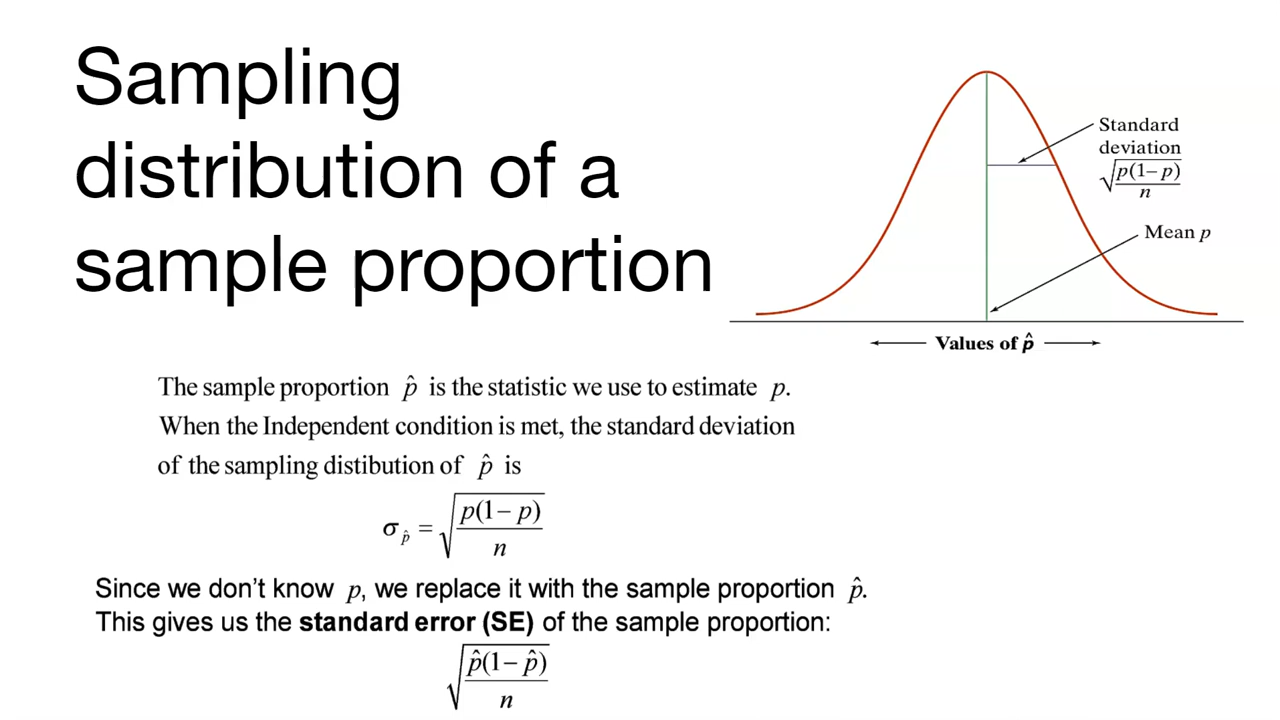 Sampling
distribution of a
sample proportion
Standard
deviation
√(p(1−p)/n)
Mean p
Values of p̂
The sample proportion p̂ is the statistic we use to estimate p.
When the Independent condition is met, the standard deviation
of the sampling distibution of p̂ is
σ_p̂ = √(p(1−p)/n)
Since we don't know p, we replace it with the sample proportion p̂.
This gives us the standard error (SE) of the sample proportion:
√(p̂(1−p̂)/n)